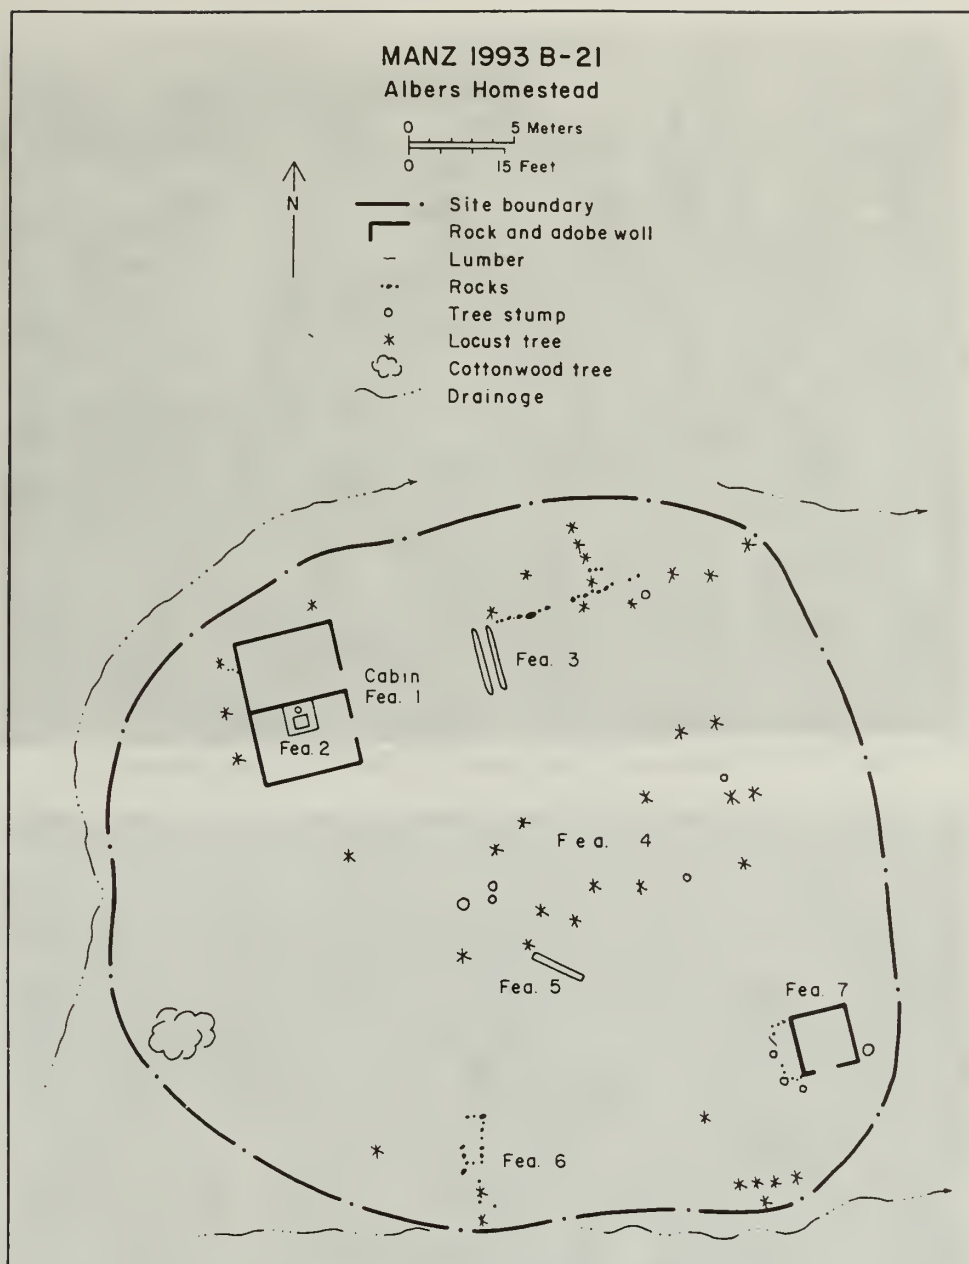 MANZ 1993 B-21
Albers Homestead
0 5 Meters
0 15 Feet
N
Site boundary
Rock and adobe woll
Lumber
Rocks
Tree stump
Locust tree
Cottonwood tree
Drainoge
Fea. 3
Cabin
Fea. 1
Fea. 2
Fea. 4
Fea. 5
Fea. 7
Fea. 6